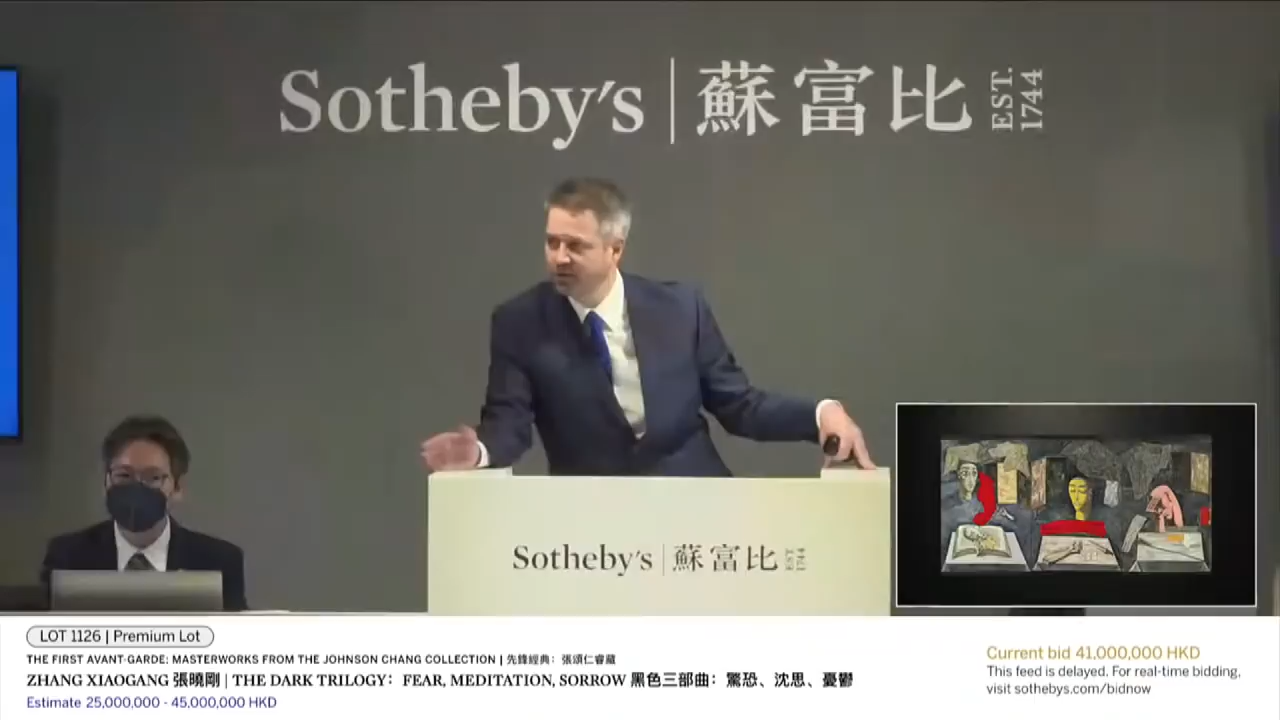 Sotheby's | 蘇富比 EST. 1744
Sotheby's | 蘇富比 EST. 1744
LOT 1126 | Premium Lot
THE FIRST AVANT-GARDE: MASTERWORKS FROM THE JOHNSON CHANG COLLECTION | 先鋒經典：張頌仁睿藏
ZHANG XIAOGANG 張曉剛 | THE DARK TRILOGY： FEAR, MEDITATION, SORROW 黑色三部曲：驚恐、沈思、憂鬱
Estimate 25,000,000 - 45,000,000 HKD
Current bid 41,000,000 HKD
This feed is delayed. For real-time bidding,
visit sothebys.com/bidnow